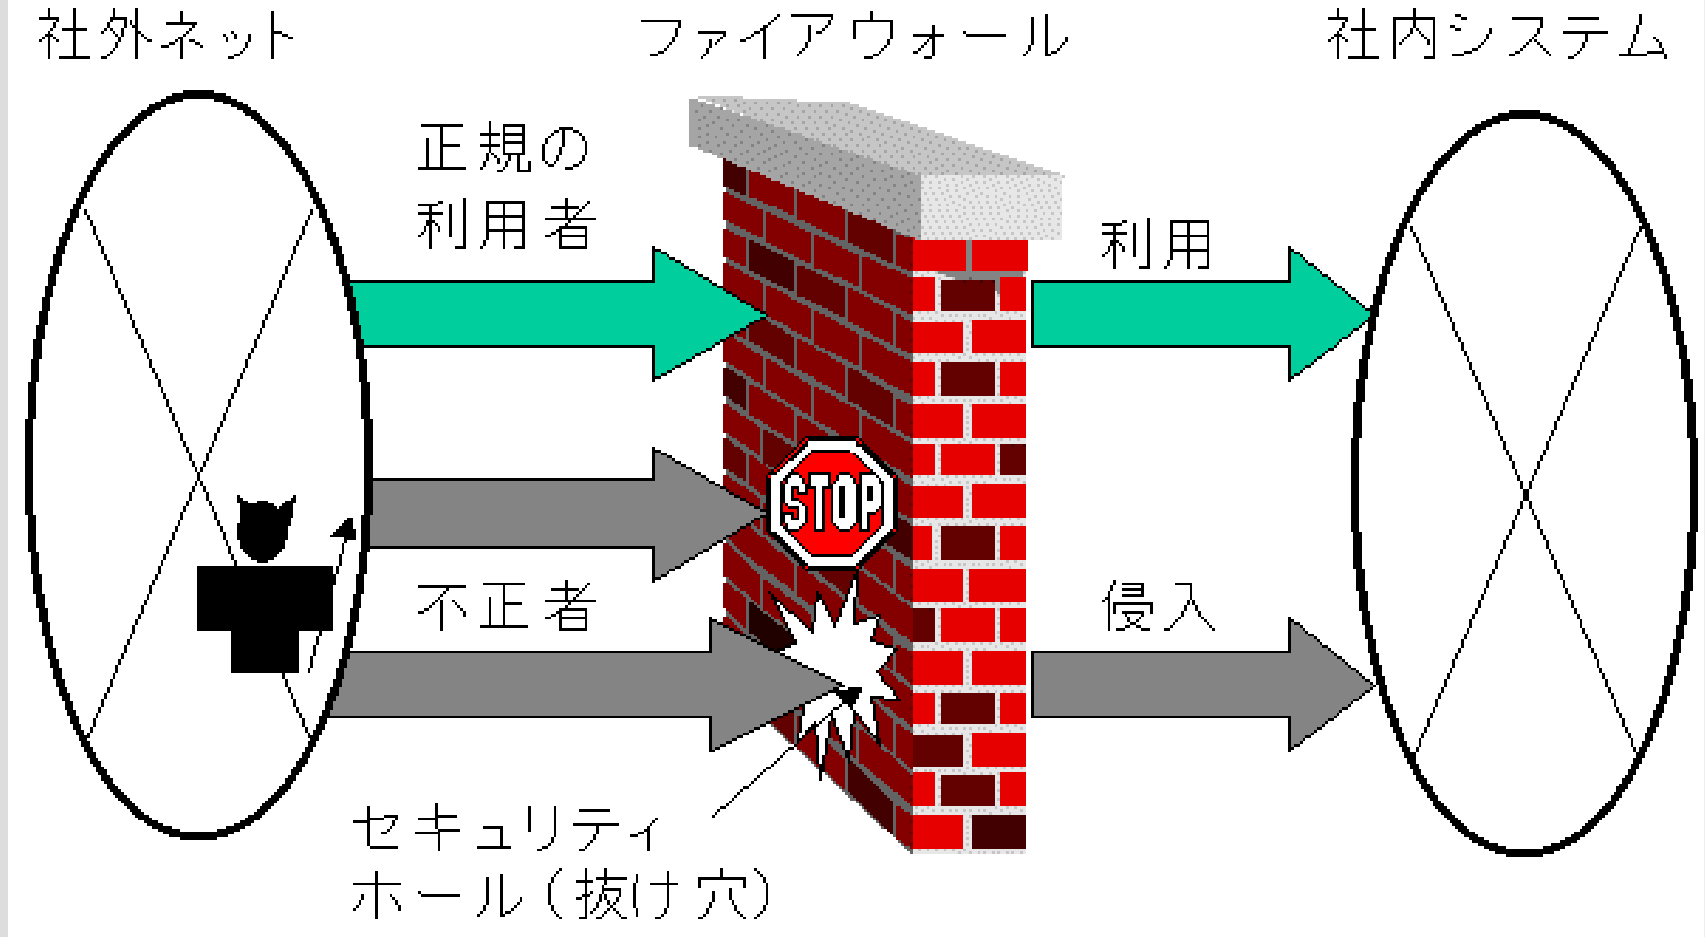 社外ネット
ファイアウォール
社内システム
正規の
利用者
利用
STOP
不正者
侵入
セキュリティ
ホール(抜け穴)